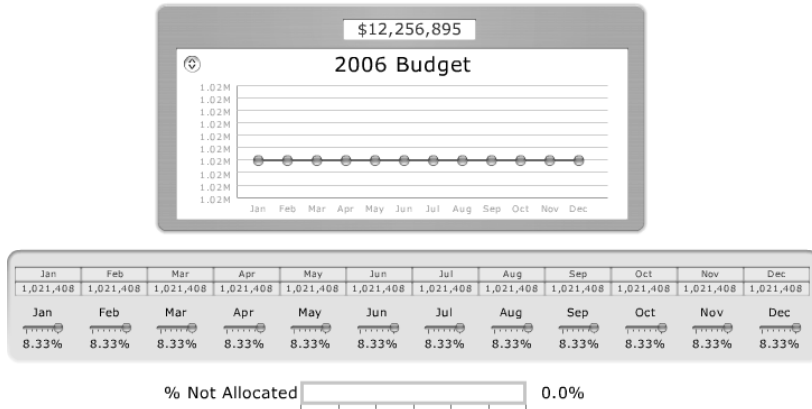 $12,256,895
2006 Budget
1.02M
1.02M
1.02M
1.02M
1.02M
1.02M
1.02M
1.02M
1.02M
1.02M
Jan Feb Mar Apr May Jun Jul Aug Sep Oct Nov Dec
Jan Feb Mar Apr May Jun Jul Aug Sep Oct Nov Dec
1,021,408 1,021,408 1,021,408 1,021,408 1,021,408 1,021,408 1,021,408 1,021,408 1,021,408 1,021,408 1,021,408 1,021,408
Jan Feb Mar Apr May Jun Jul Aug Sep Oct Nov Dec
8.33% 8.33% 8.33% 8.33% 8.33% 8.33% 8.33% 8.33% 8.33% 8.33% 8.33% 8.33%
% Not Allocated 0.0%